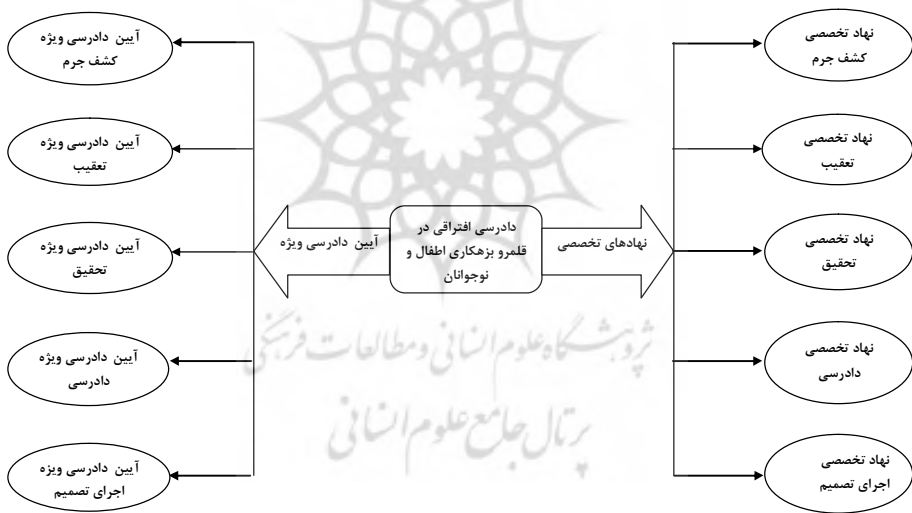 نهاد تخصصی
کشف جرم
آیین دادرسی ویژه
کشف جرم
نهاد تخصصی
تعقیب
آیین دادرسی ویژه
تعقیب
نهادهای تخصصی
دادرسی افتراقی در
قلمرو بزهکاری اطفال و
نوجوانان
آیین دادرسی ویژه
نهاد تخصصی
تحقیق
آیین دادرسی ویژه
تحقیق
نهاد تخصصی
دادرسی
آیین دادرسی ویژه
دادرسی
نهاد تخصصی
اجرای تصمیم
آیین دادرسی ویژه
اجرای تصمیم
پژوهشگاه علوم انسانی و مطالعات فرهنگی
پرتال جامع علوم انسانی